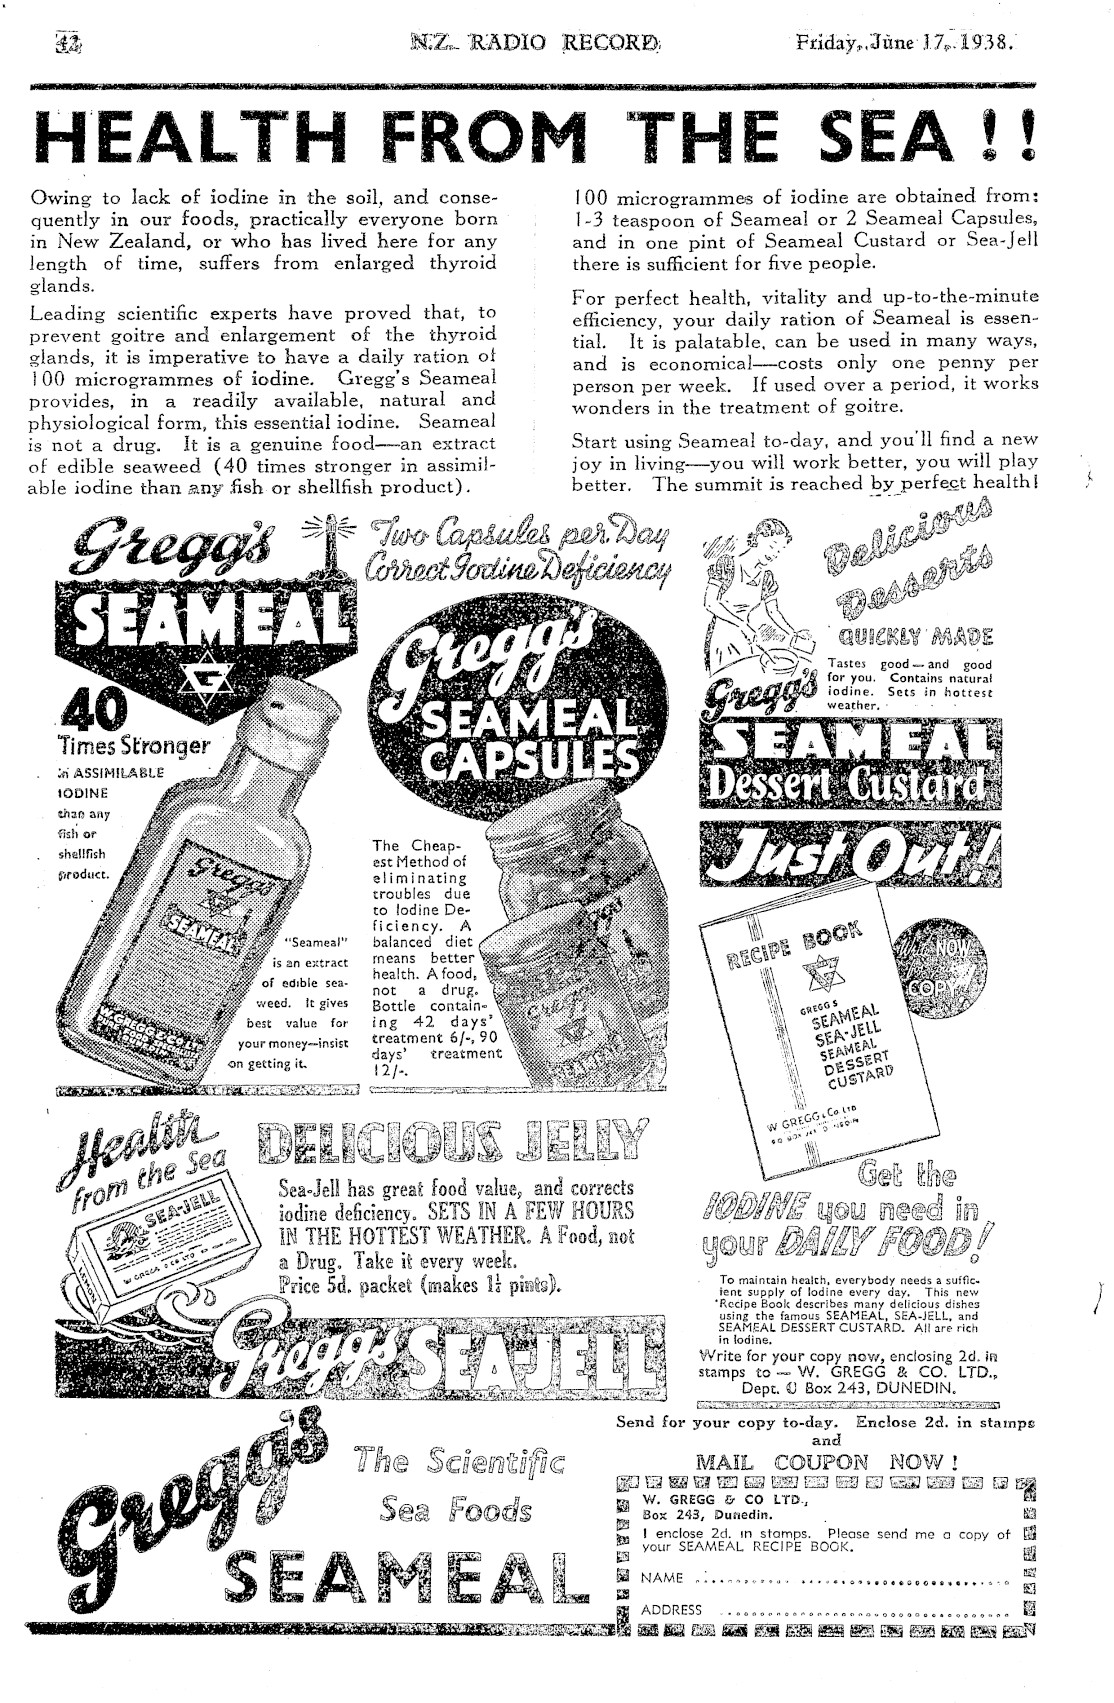 42
N.Z. RADIO RECORD
Friday, June 17, 1938.
HEALTH FROM THE SEA!!
Owing to lack of iodine in the soil, and conse-
quently in our foods, practically everyone born
in New Zealand, or who has lived here for any
length of time, suffers from enlarged thyroid
glands.
Leading scientific experts have proved that, to
prevent goitre and enlargement of the thyroid
glands, it is imperative to have a daily ration of
100 microgrammes of iodine. Gregg's Seameal
provides, in a readily available, natural and
physiological form, this essential iodine. Seameal
is not a drug. It is a genuine food—an extract
of edible seaweed (40 times stronger in assimil-
able iodine than any fish or shellfish product).
100 microgrammes of iodine are obtained from:
1-3 teaspoon of Seameal or 2 Seameal Capsules,
and in one pint of Seameal Custard or Sea-Jell
there is sufficient for five people.
For perfect health, vitality and up-to-the-minute
efficiency, your daily ration of Seameal is essen-
tial. It is palatable, can be used in many ways,
and is economical—costs only one penny per
person per week. If used over a period, it works
wonders in the treatment of goitre.
Start using Seameal to-day, and you'll find a new
joy in living—you will work better, you will play
better. The summit is reached by perfect health!
Gregg's
SEAMEAL
G
40
Times Stronger
in ASSIMILABLE
IODINE
than any
fish or
shellfish
product.
Gregg's
SEAMEAL
W. GREGG & CO. LTD.
"Seameal"
is an extract
of edible sea-
weed. It gives
best value for
your money—insist
on getting it.
Two Capsules per Day
Correct Iodine Deficiency
Gregg's
SEAMEAL
CAPSULES
The Cheap-
est Method of
eliminating
troubles due
to Iodine De-
ficiency. A
balanced diet
means better
health. A food,
not a drug.
Bottle contain-
ing 42 days'
treatment 6/-, 90
days' treatment
12/-.
Gregg's
SEAMEAL
Delicious
Desserts
QUICKLY MADE
Tastes good—and good
for you. Contains natural
iodine. Sets in hottest
weather.
Gregg's
SEAMEAL
Dessert Custard
Just Out!
RECIPE BOOK
GREGG'S
SEAMEAL
SEA-JELL
SEAMEAL
DESSERT
CUSTARD
W GREGG & Co LTD
NOW
COPY
Get the
IODINE you need in
your DAILY FOOD!
To maintain health, everybody needs a suffic-
ient supply of Iodine every day. This new
Recipe Book describes many delicious dishes
using the famous SEAMEAL, SEA-JELL, and
SEAMEAL DESSERT CUSTARD. All are rich
in Iodine.
Write for your copy now, enclosing 2d. in
stamps to — W. GREGG & CO. LTD.,
Dept. O Box 243, DUNEDIN.
Health
from the Sea
SEA-JELL
W GREGG & CO LTD
LEMON
DELICIOUS JELLY
Sea-Jell has great food value, and corrects
iodine deficiency. SETS IN A FEW HOURS
IN THE HOTTEST WEATHER. A Food, not
a Drug. Take it every week.
Price 5d. packet (makes 1½ pints).
Gregg's SEA-JELL
Gregg's
The Scientific
Sea Foods
SEAMEAL
Send for your copy to-day. Enclose 2d. in stamps
and
MAIL COUPON NOW!
W. GREGG & CO LTD.,
Box 243, Dunedin.
I enclose 2d. in stamps. Please send me a copy of
your SEAMEAL RECIPE BOOK.
NAME
ADDRESS